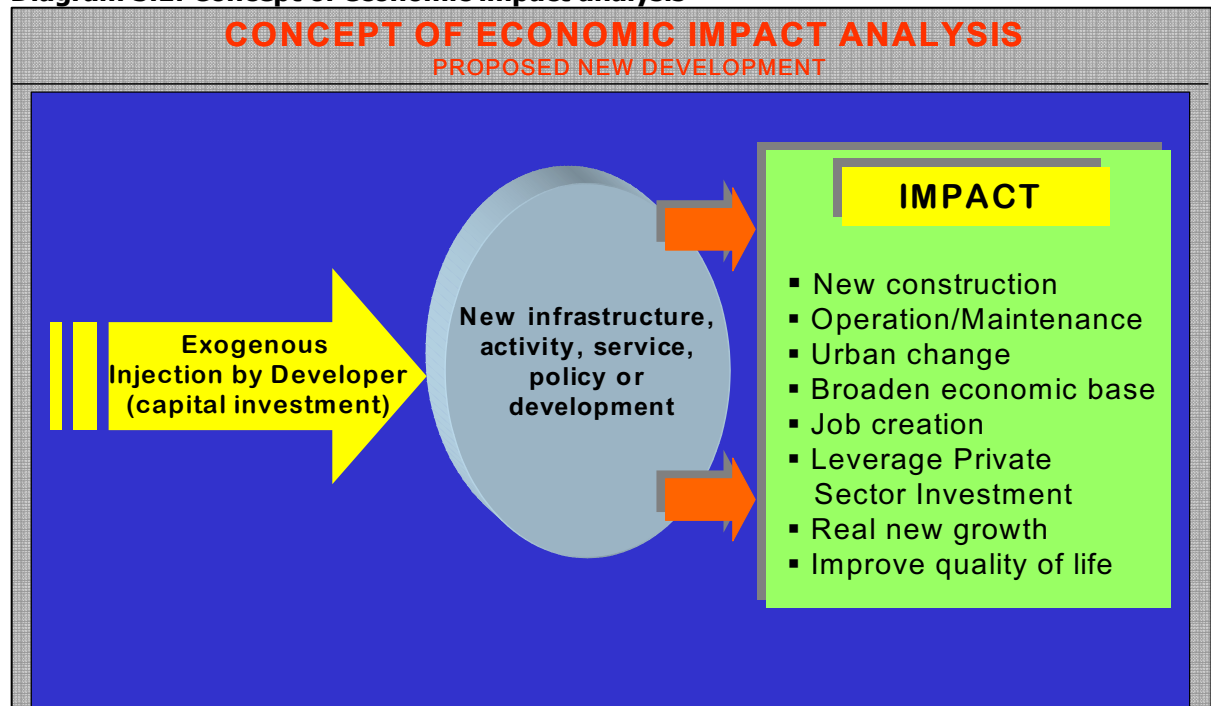 CONCEPT OF ECONOMIC IMPACT ANALYSIS
PROPOSED NEW DEVELOPMENT
Exogenous
Injection by Developer
(capital investment)
New infrastructure,
activity, service,
policy or
development
IMPACT
▪ New construction
▪ Operation/Maintenance
▪ Urban change
▪ Broaden economic base
▪ Job creation
▪ Leverage Private
Sector Investment
▪ Real new growth
▪ Improve quality of life